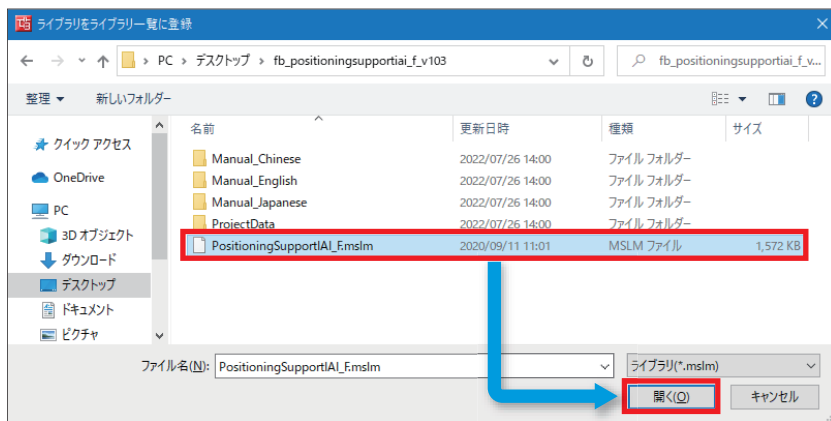 ライブラリをライブラリ一覧に登録
PC › デスクトップ › fb_positioningsupportiai_f_v103
fb_positioningsupportiai_f_v...
整理 新しいフォルダー
名前 更新日時 種類 サイズ
クイック アクセス
OneDrive
PC
3D オブジェクト
ダウンロード
デスクトップ
ドキュメント
ピクチャ
Manual_Chinese 2022/07/26 14:00 ファイル フォルダー
Manual_English 2022/07/26 14:00 ファイル フォルダー
Manual_Japanese 2022/07/26 14:00 ファイル フォルダー
ProjectData 2022/07/26 14:00 ファイル フォルダー
PositioningSupportIAI_F.mslm 2020/09/11 11:01 MSLM ファイル 1,572 KB
ファイル名(N): PositioningSupportIAI_F.mslm ライブラリ(*.mslm)
開く(O) キャンセル